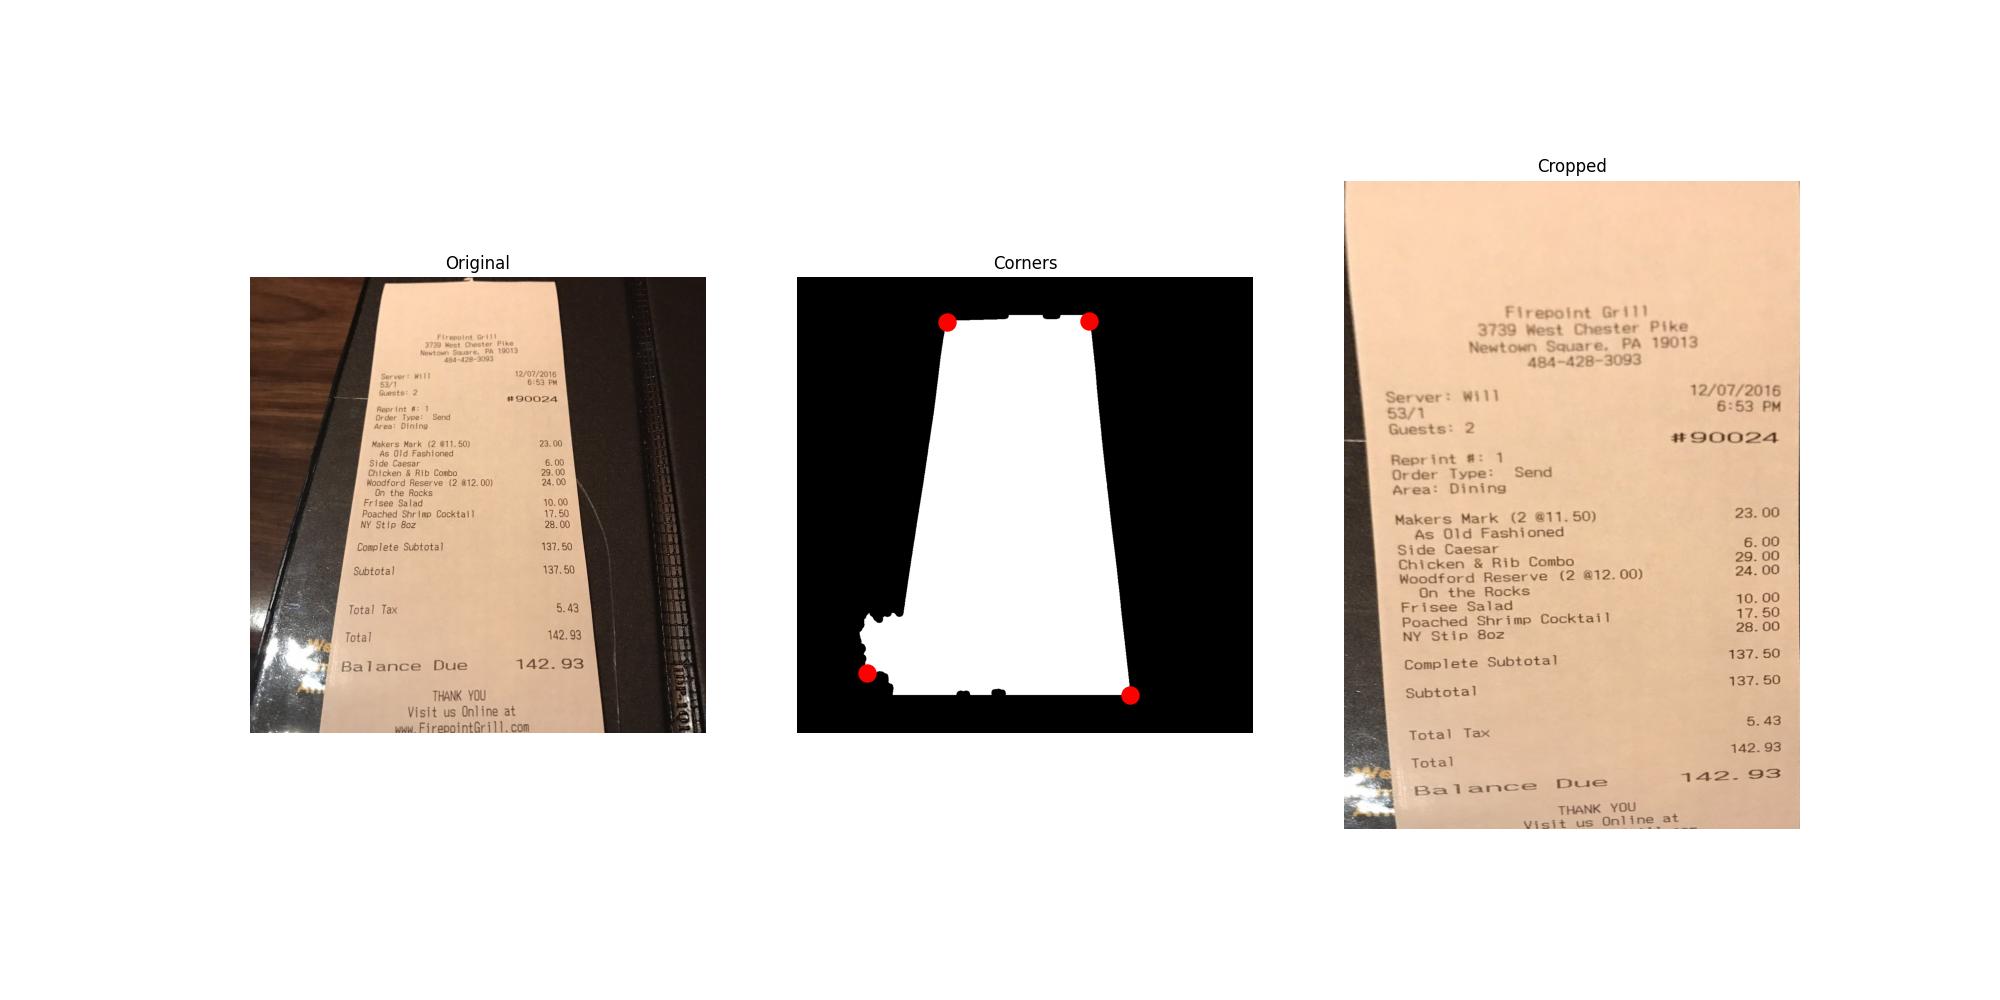 Original
Firepoint Grill
3739 West Chester Pike
Newtown Square, PA 19013
484-428-3093
Server: Will 12/07/2016
53/1 6:53 PM
Guests: 2
#90024
Reprint #: 1
Order Type: Send
Area: Dining
Makers Mark (2 @11.50) 23.00
As Old Fashioned
Side Caesar 6.00
Chicken & Rib Combo 29.00
Woodford Reserve (2 @12.00) 24.00
On the Rocks
Frisee Salad 10.00
Poached Shrimp Cocktail 17.50
NY Stip 8oz 28.00
Complete Subtotal 137.50
Subtotal 137.50
Total Tax 5.43
Total 142.93
Balance Due 142.93
THANK YOU
Visit us Online at
www.FirepointGrill.com
Corners
Cropped
Firepoint Grill
3739 West Chester Pike
Newtown Square, PA 19013
484-428-3093
Server: Will 12/07/2016
53/1 6:53 PM
Guests: 2
#90024
Reprint #: 1
Order Type: Send
Area: Dining
Makers Mark (2 @11.50) 23.00
As Old Fashioned
Side Caesar 6.00
Chicken & Rib Combo 29.00
Woodford Reserve (2 @12.00) 24.00
On the Rocks
Frisee Salad 10.00
Poached Shrimp Cocktail 17.50
NY Stip 8oz 28.00
Complete Subtotal 137.50
Subtotal 137.50
Total Tax 5.43
Total 142.93
Balance Due 142.93
THANK YOU
Visit us Online at